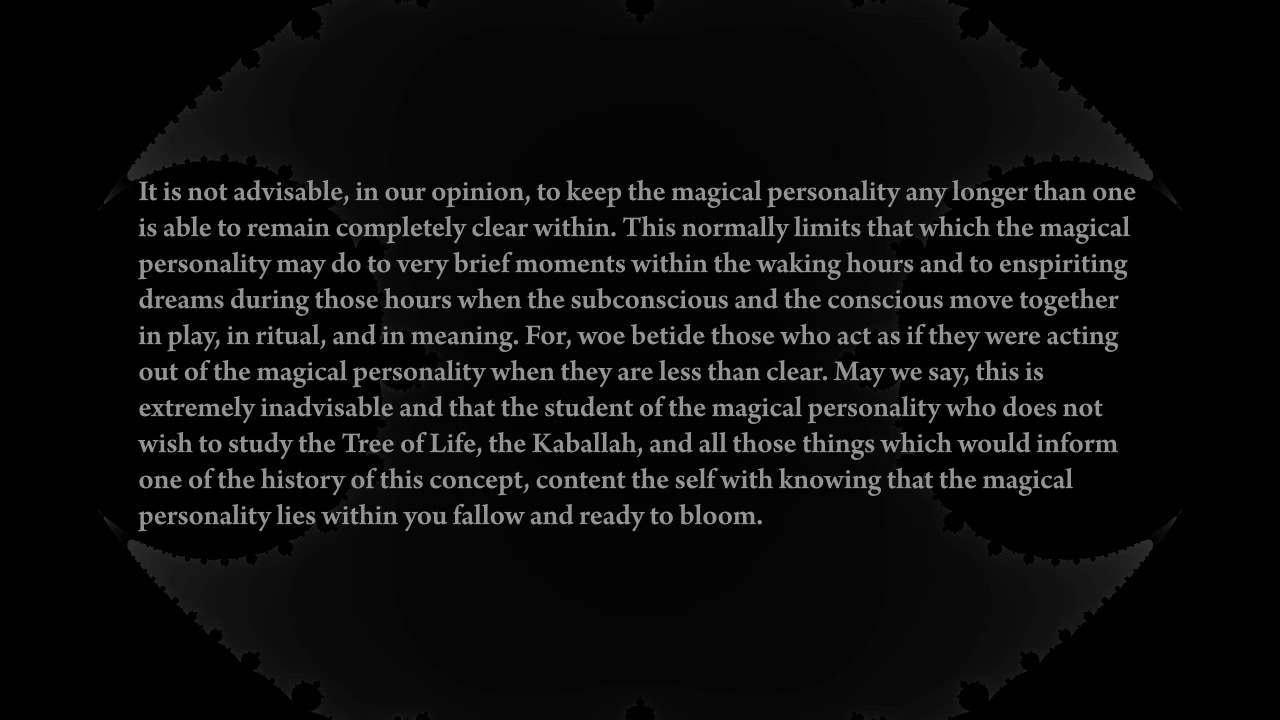 It is not advisable, in our opinion, to keep the magical personality any longer than one
is able to remain completely clear within. This normally limits that which the magical
personality may do to very brief moments within the waking hours and to enspiriting
dreams during those hours when the subconscious and the conscious move together
in play, in ritual, and in meaning. For, woe betide those who act as if they were acting
out of the magical personality when they are less than clear. May we say, this is
extremely inadvisable and that the student of the magical personality who does not
wish to study the Tree of Life, the Kaballah, and all those things which would inform
one of the history of this concept, content the self with knowing that the magical
personality lies within you fallow and ready to bloom.